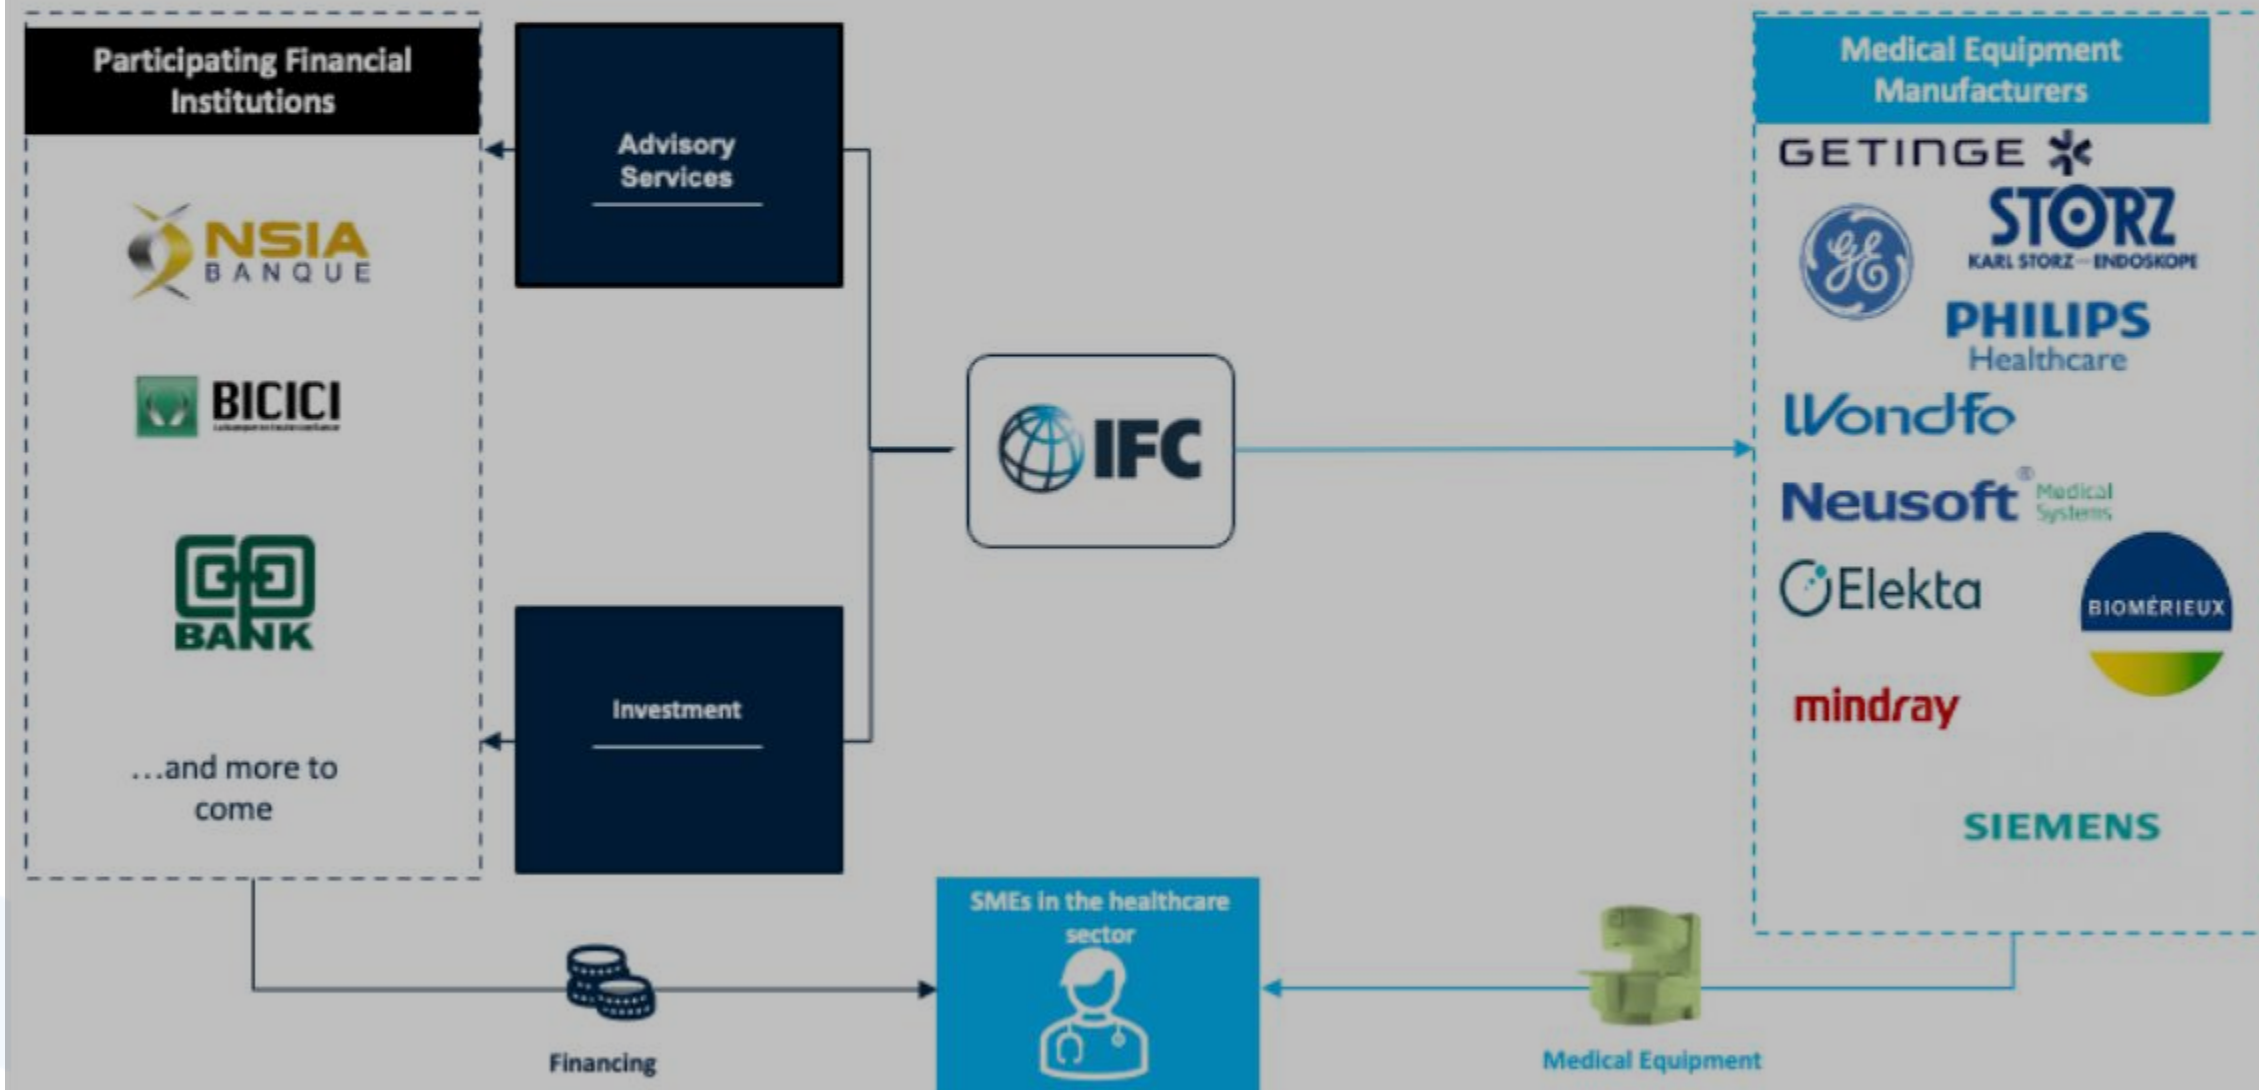 Participating Financial
Institutions
NSIA
BANQUE
BICICI
BANK
...and more to
come
Advisory
Services
Investment
IFC
Medical Equipment
Manufacturers
GETINGE
GE
STORZ
KARL STORZ—ENDOSKOPE
PHILIPS
Healthcare
Wondfo
Neusoft® Medical
Systems
Elekta
BIOMÉRIEUX
mindray
SIEMENS
Financing
SMEs in the healthcare
sector
Medical Equipment